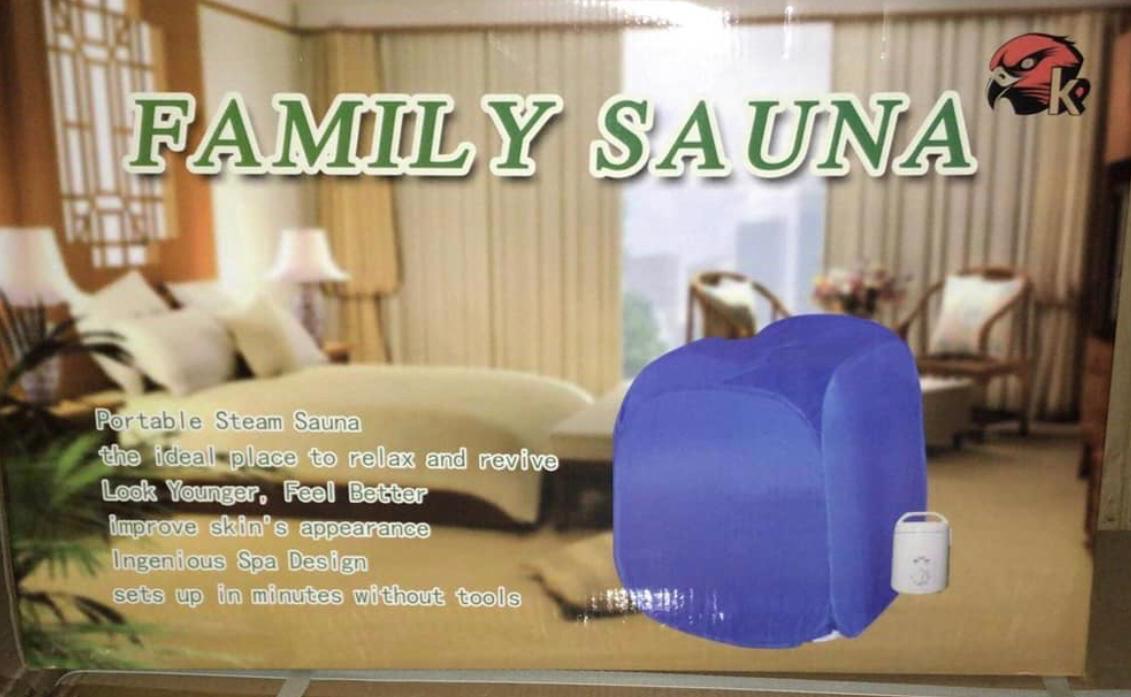 FAMILY SAUNA
k
Portable Steam Sauna
the ideal place to relax and revive
Look Younger, Feel Better
improve skin's appearance
Ingenious Spa Design
sets up in minutes without tools